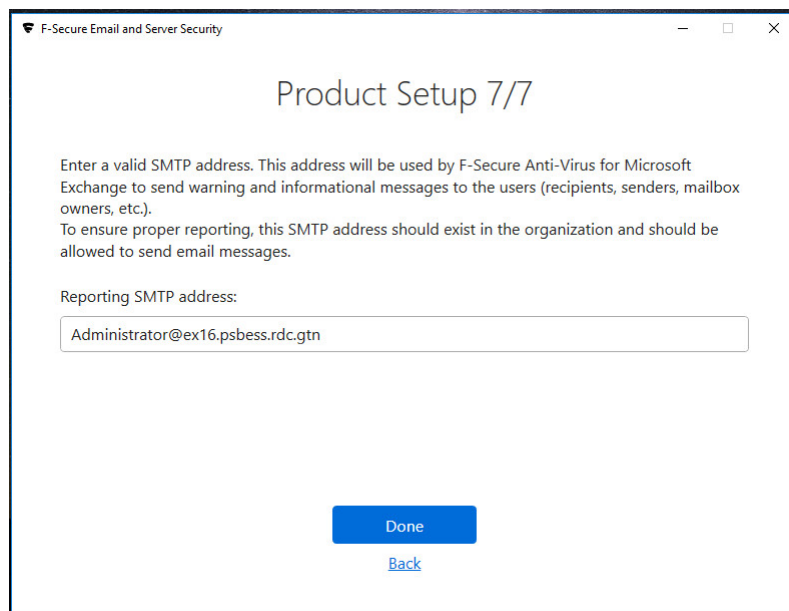 F-Secure Email and Server Security
Product Setup 7/7
Enter a valid SMTP address. This address will be used by F-Secure Anti-Virus for Microsoft
Exchange to send warning and informational messages to the users (recipients, senders, mailbox
owners, etc.).
To ensure proper reporting, this SMTP address should exist in the organization and should be
allowed to send email messages.
Reporting SMTP address:
Administrator@ex16.psbess.rdc.gtn
Done
Back